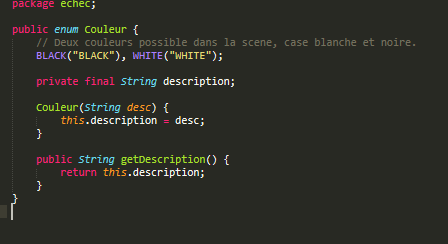 package echec;
public enum Couleur {
// Deux couleurs possible dans la scene, case blanche et noire.
BLACK("BLACK"), WHITE("WHITE");
private final String description;
Couleur(String desc) {
this.description = desc;
}
public String getDescription() {
return this.description;
}
}